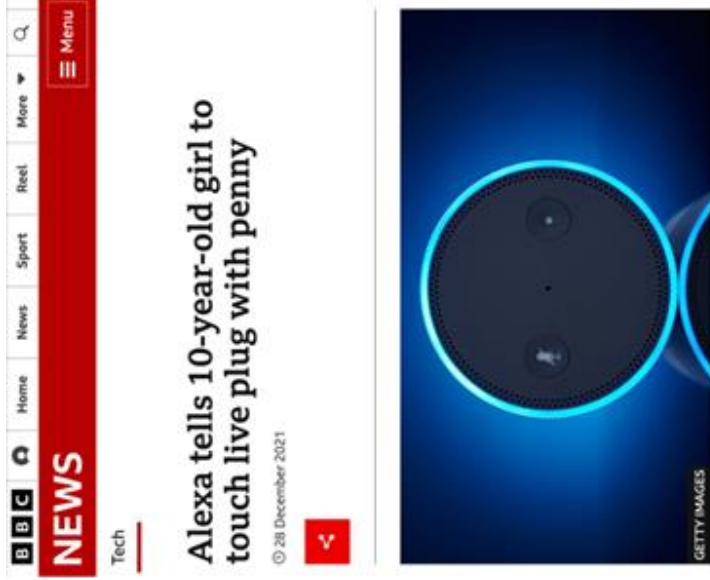 BBC Home News Sport Reel More
NEWS Menu
Tech
Alexa tells 10-year-old girl to
touch live plug with penny
28 December 2021
GETTY IMAGES